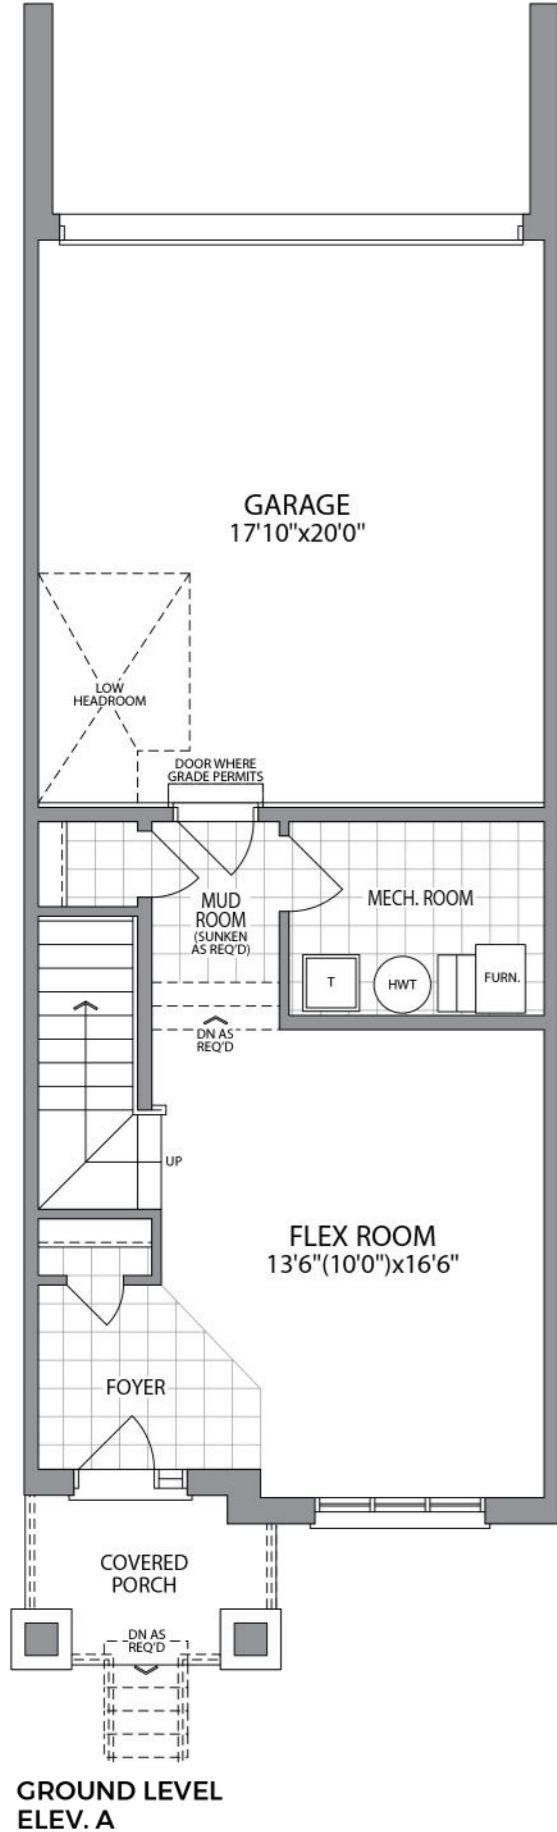 GARAGE
17'10"x20'0"
LOW
HEADROOM
DOOR WHERE
GRADE PERMITS
MUD
ROOM
(SUNKEN
AS REQ'D)
MECH. ROOM
T
HWT
FURN.
DN AS
REQ'D
UP
FLEX ROOM
13'6"(10'0")x16'6"
FOYER
COVERED
PORCH
DN AS
REQ'D
GROUND LEVEL
ELEV. A